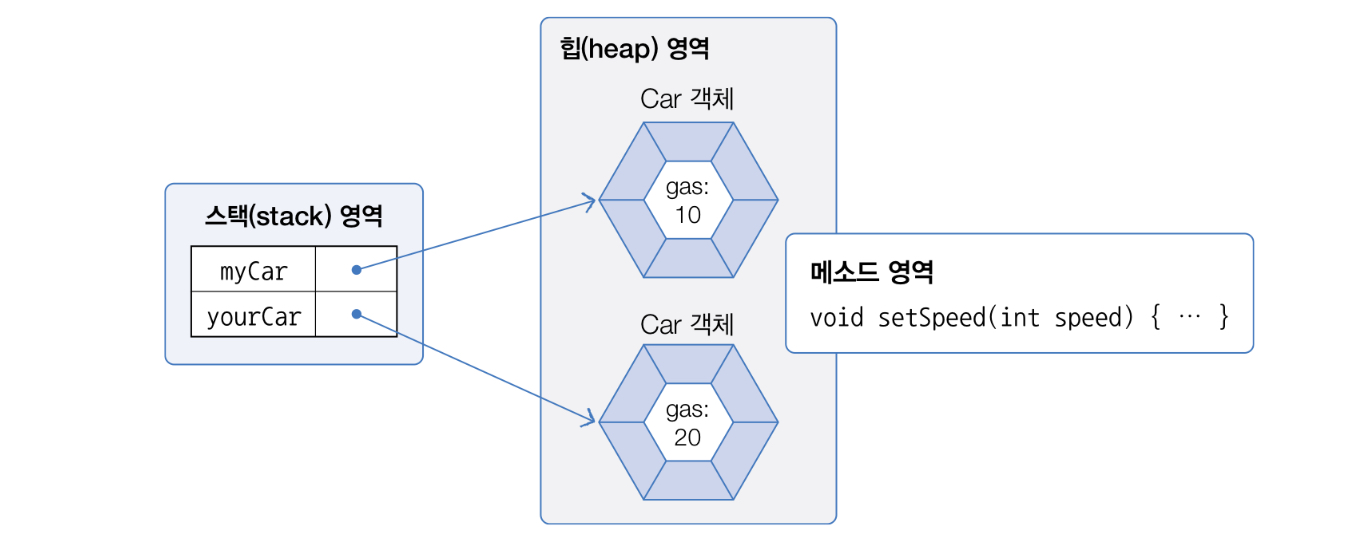 힙(heap) 영역
Car 객체
gas:
10
스택(stack) 영역
myCar
yourCar
메소드 영역
void setSpeed(int speed) { … }
Car 객체
gas:
20